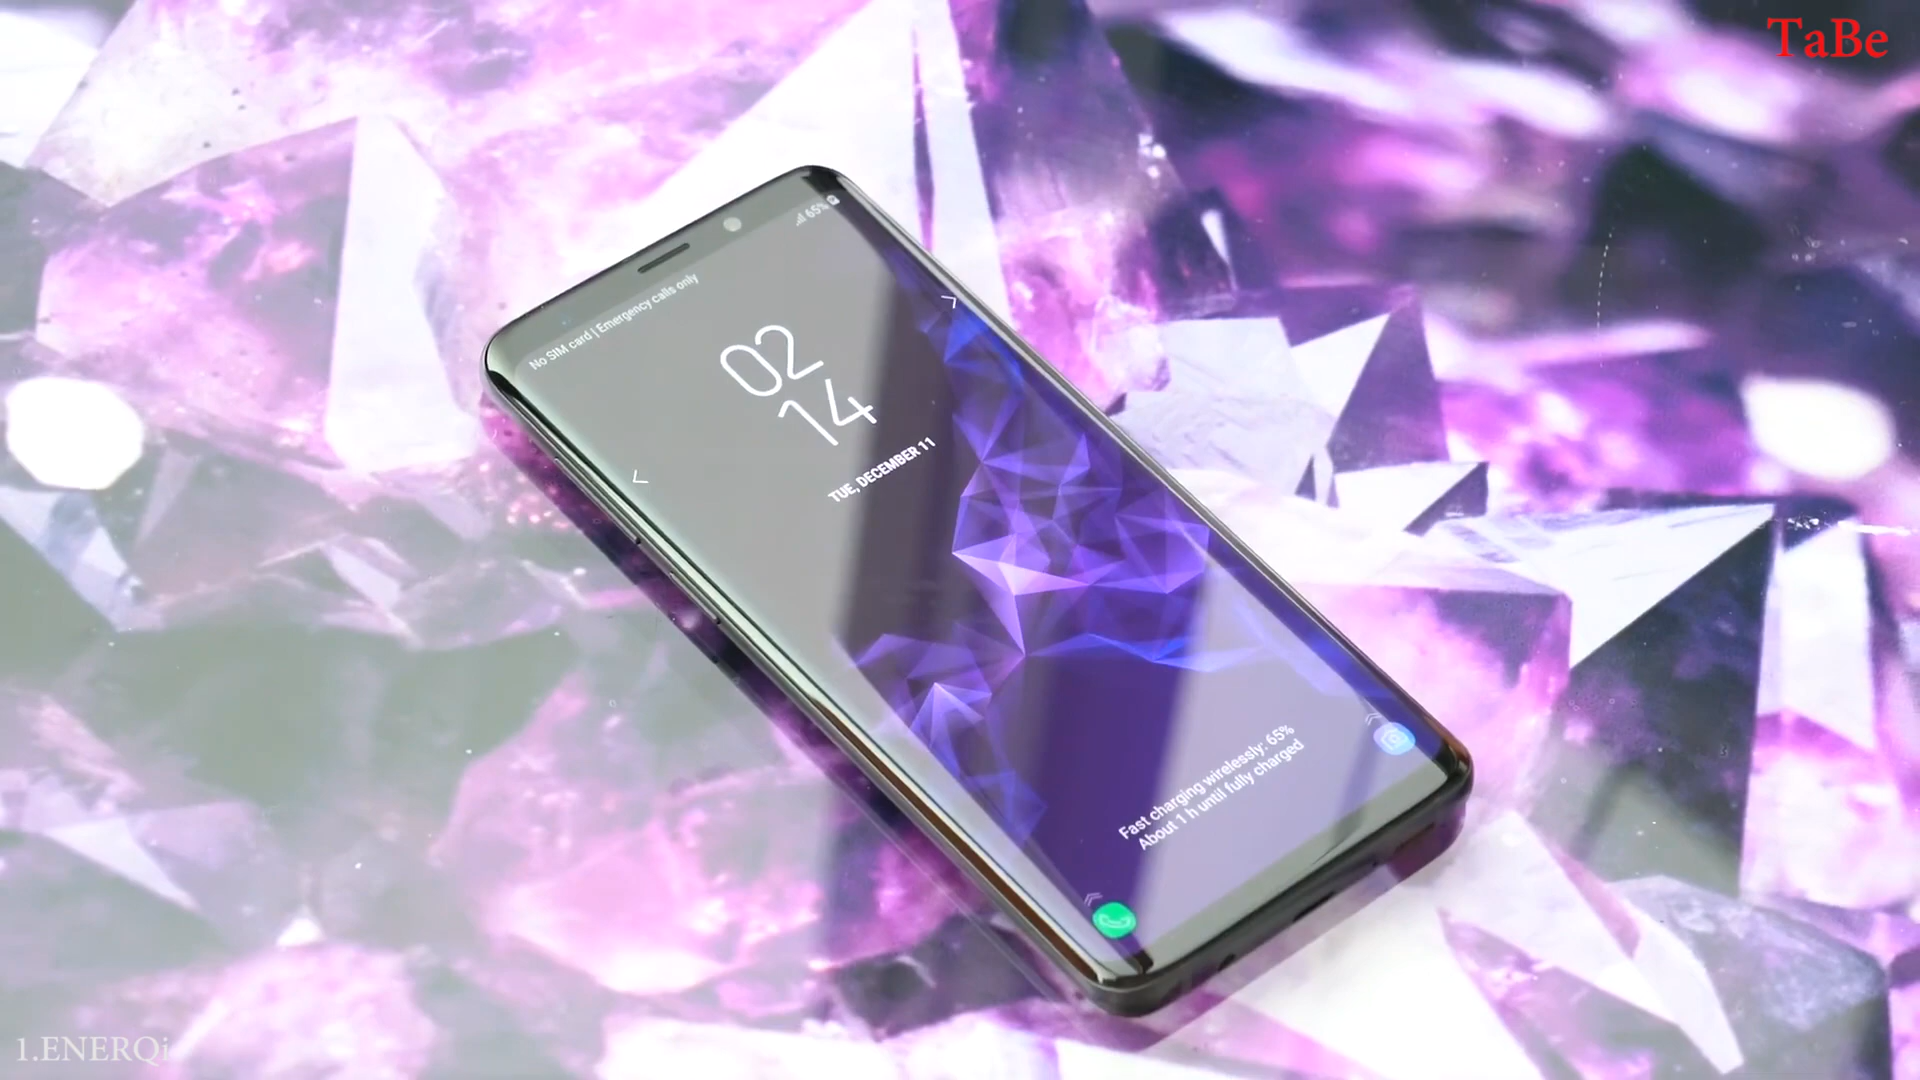 TaBe
65%
No SIM card | Emergency calls only
02
14
TUE, DECEMBER 11
Fast charging wirelessly: 65%
About 1 h until fully charged
1.ENERQi